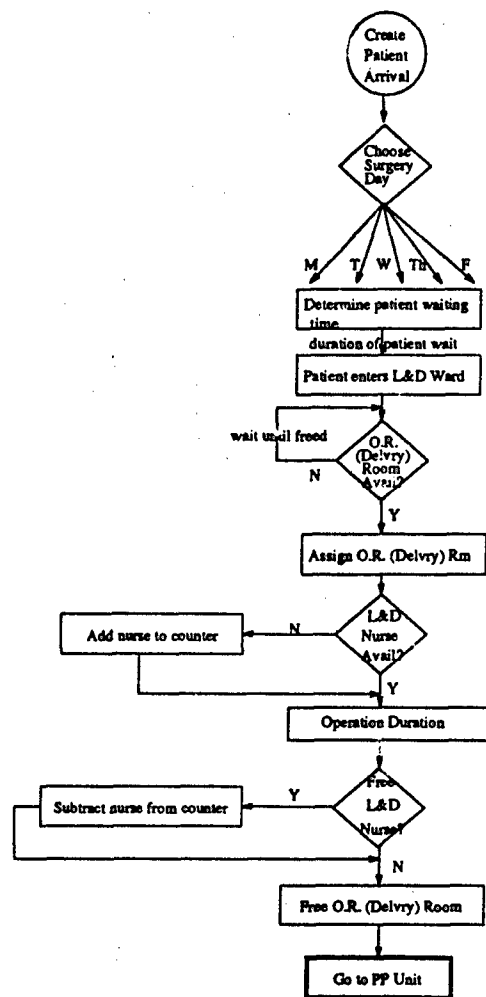 Create
Patient
Arrival
Choose
Surgery
Day
M T W Th F
Determine patient waiting
time
duration of patient wait
Patient enters L&D Ward
wait until freed
O.R.
(Delvry)
Room
Avail?
N
Y
Assign O.R. (Delvry) Rm
L&D
Nurse
Avail?
N
Add nurse to counter
Y
Operation Duration
Free
L&D
Nurse?
Y
Subtract nurse from counter
N
Free O.R. (Delvry) Room
Go to PP Unit